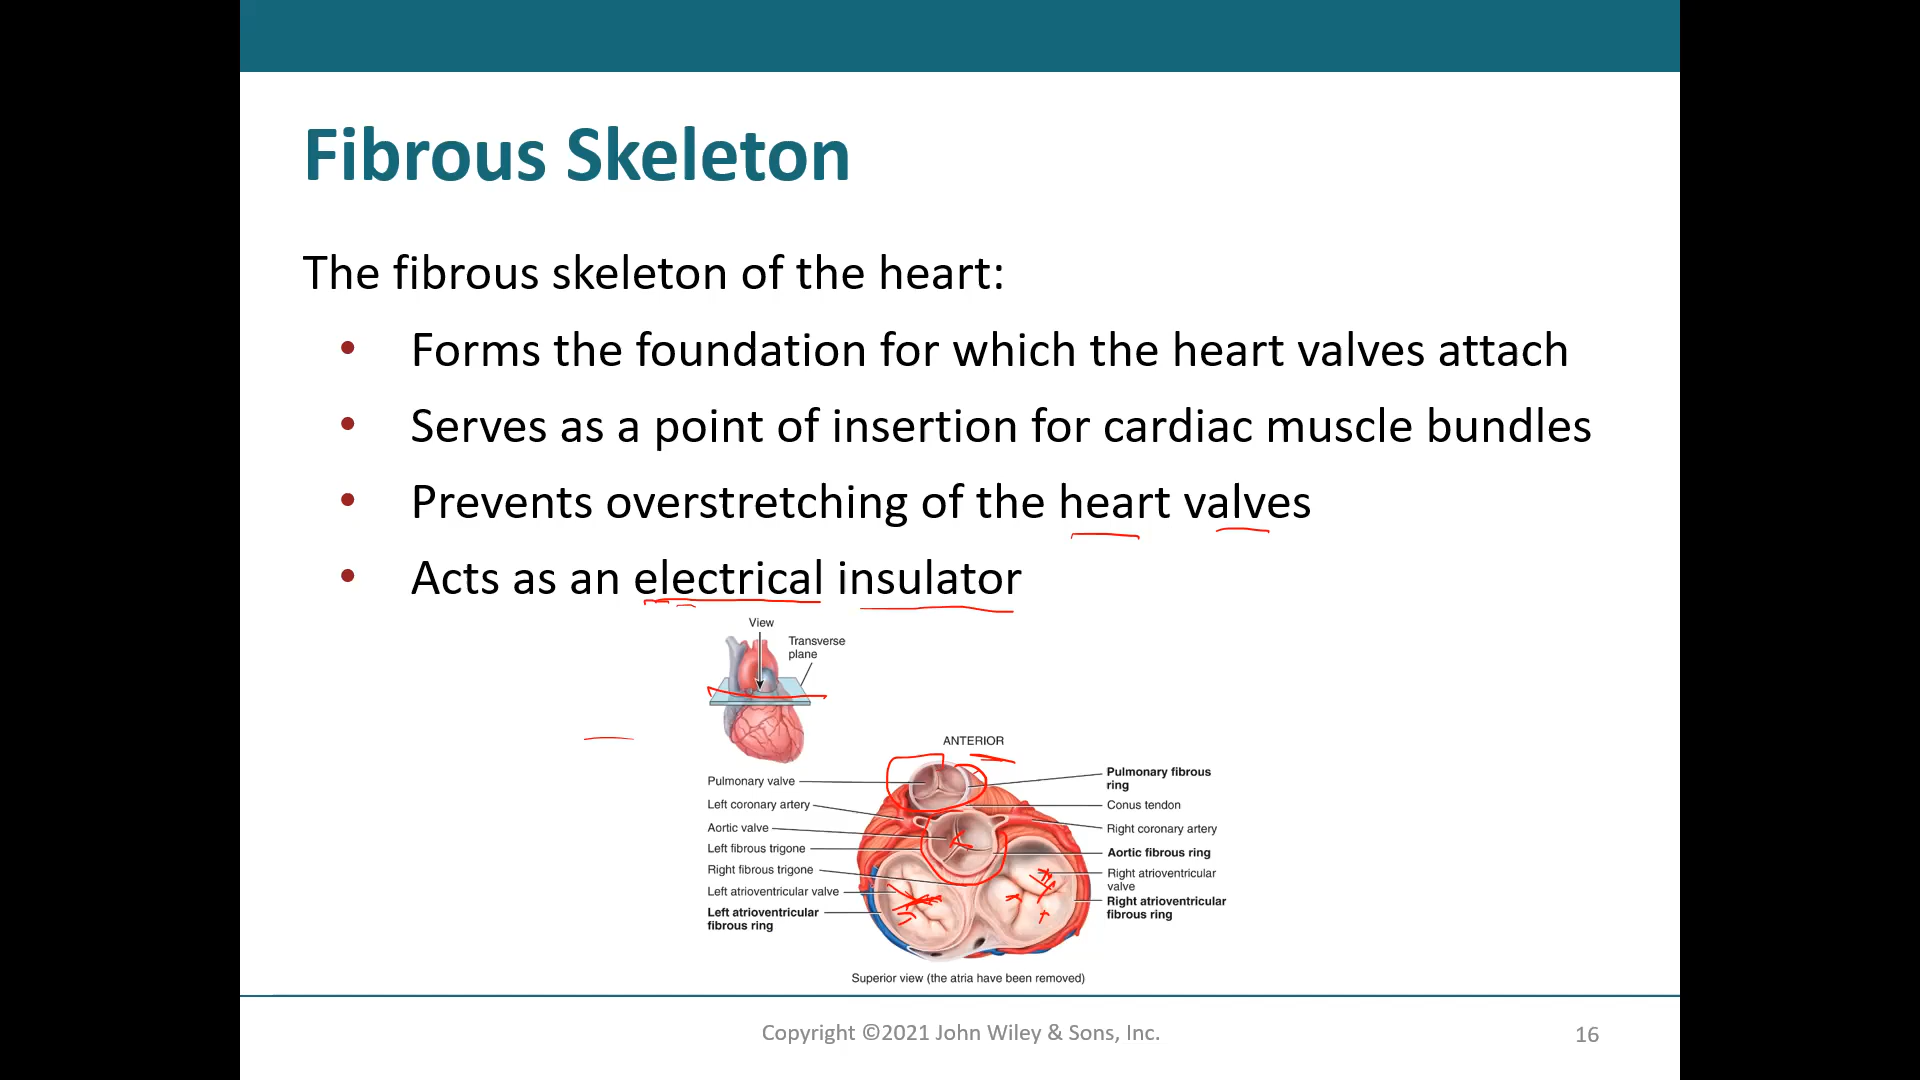 Fibrous Skeleton
The fibrous skeleton of the heart:
• Forms the foundation for which the heart valves attach
• Serves as a point of insertion for cardiac muscle bundles
• Prevents overstretching of the heart valves
• Acts as an electrical insulator
View
Transverse
plane
ANTERIOR
Pulmonary valve
Left coronary artery
Aortic valve
Left fibrous trigone
Right fibrous trigone
Left atrioventricular valve
Left atrioventricular
fibrous ring
Pulmonary fibrous
ring
Conus tendon
Right coronary artery
Aortic fibrous ring
Right atrioventricular
valve
Right atrioventricular
fibrous ring
Superior view (the atria have been removed)
Copyright ©2021 John Wiley & Sons, Inc.
16